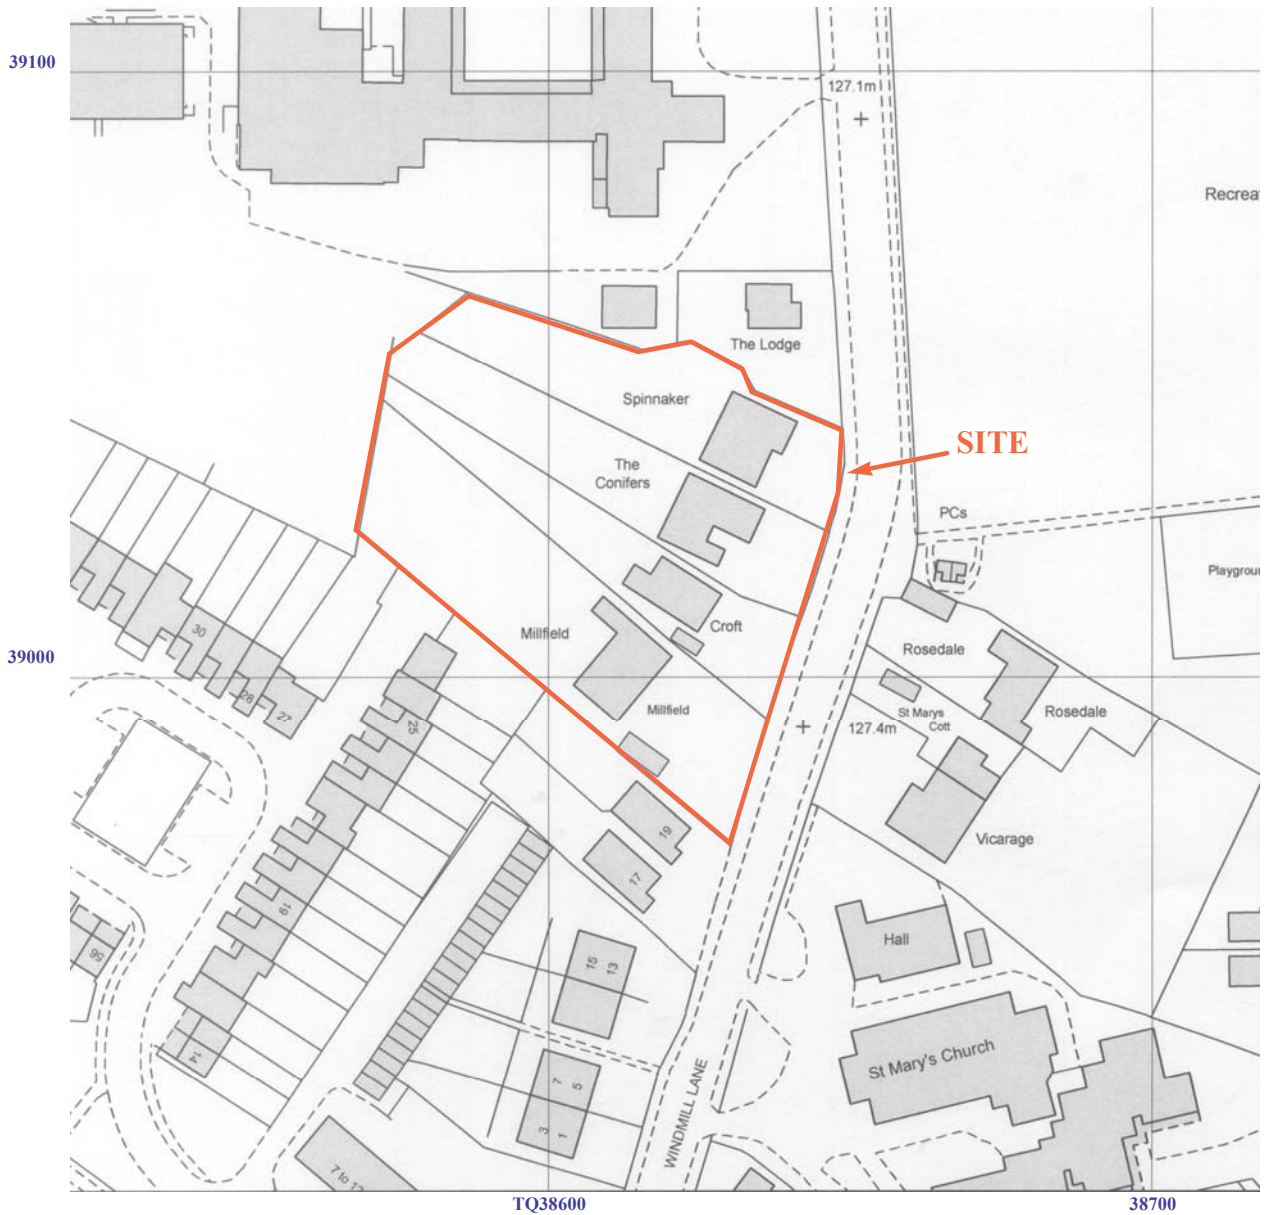 39100
127.1m
Recrea
The Lodge
Spinnaker
SITE
The
Conifers
PCs
Playgrou
Croft
Millfield
30
Rosedale
39000
28
27
25
Millfield
St Marys
Cott
Rosedale
127.4m
19
Vicarage
17
19
Hall
56
15
13
14
St Mary's Church
7
5
3
1
WINDMILL LANE
7 to 12
TQ38600
38700